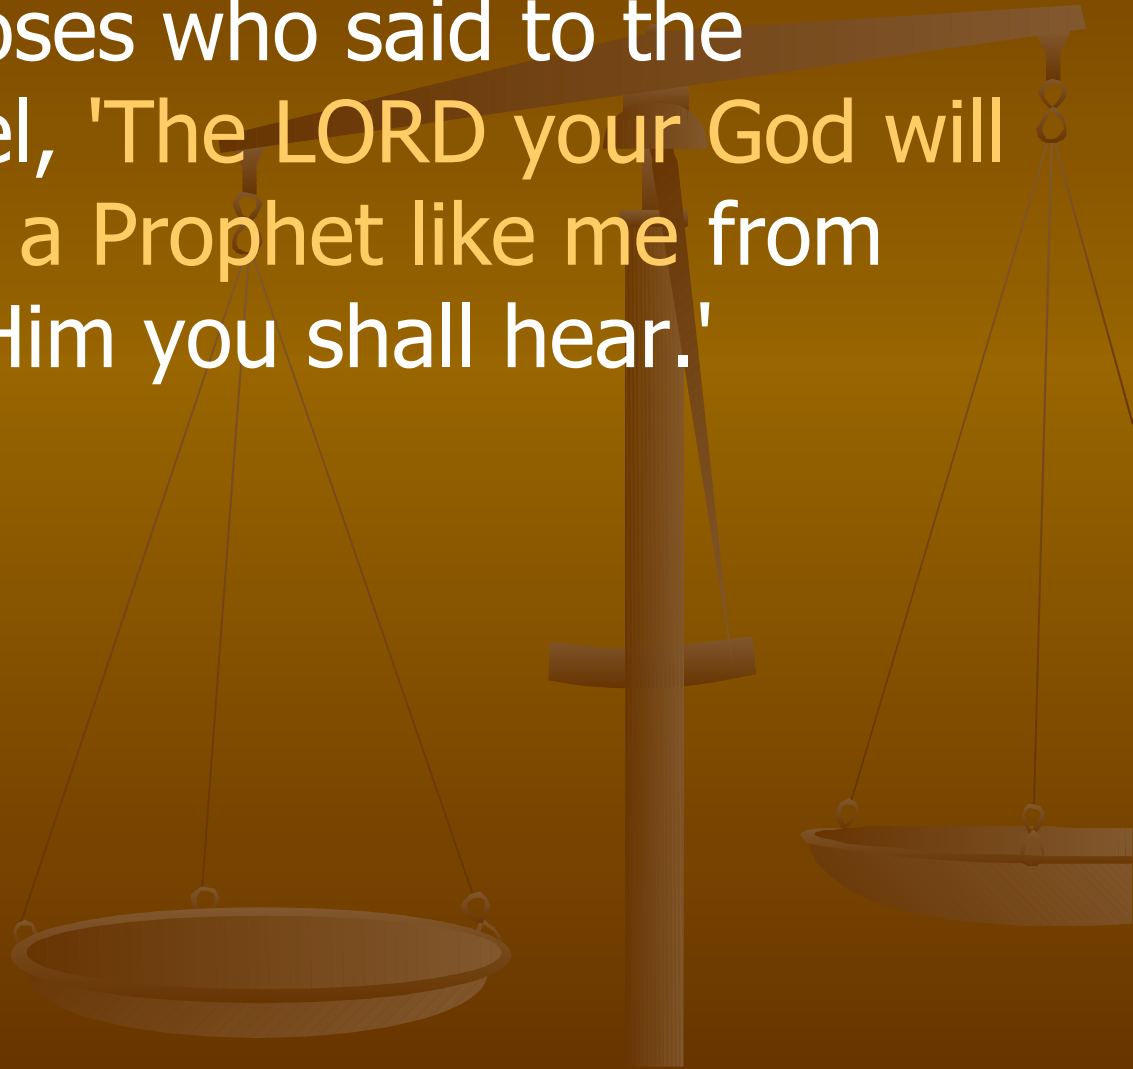 oses who said to the
el, 'The LORD your God will
a Prophet like me from
Him you shall hear.'